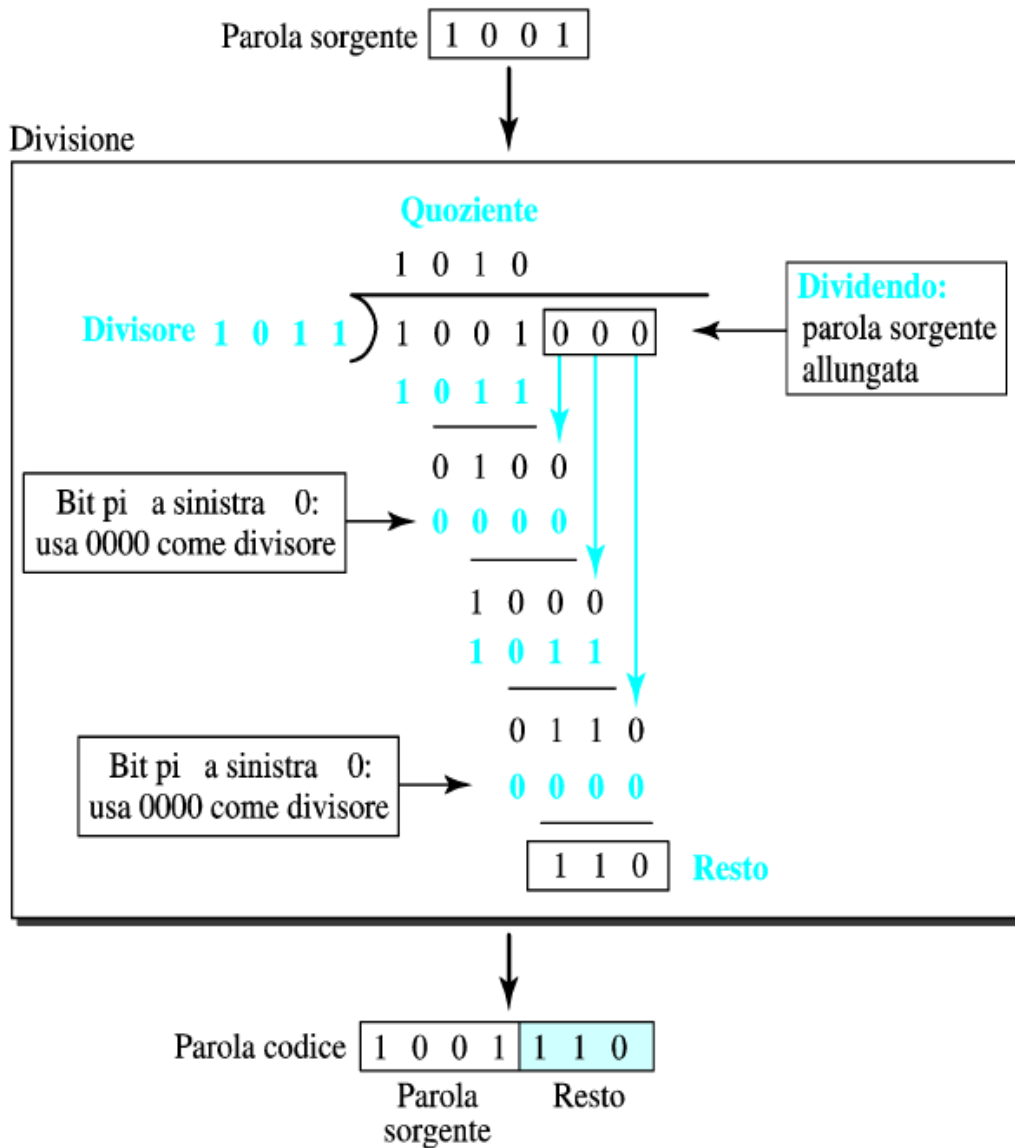 Parola sorgente 1 0 0 1
Divisione
Quoziente
1 0 1 0
Divisore 1 0 1 1 1 0 0 1 0 0 0
Dividendo:
parola sorgente
allungata
1 0 1 1
0 1 0 0
Bit pi a sinistra 0:
usa 0000 come divisore
0 0 0 0
1 0 0 0
1 0 1 1
0 1 1 0
Bit pi a sinistra 0:
usa 0000 come divisore
0 0 0 0
1 1 0 Resto
Parola codice 1 0 0 1 1 1 0
Parola
sorgente
Resto